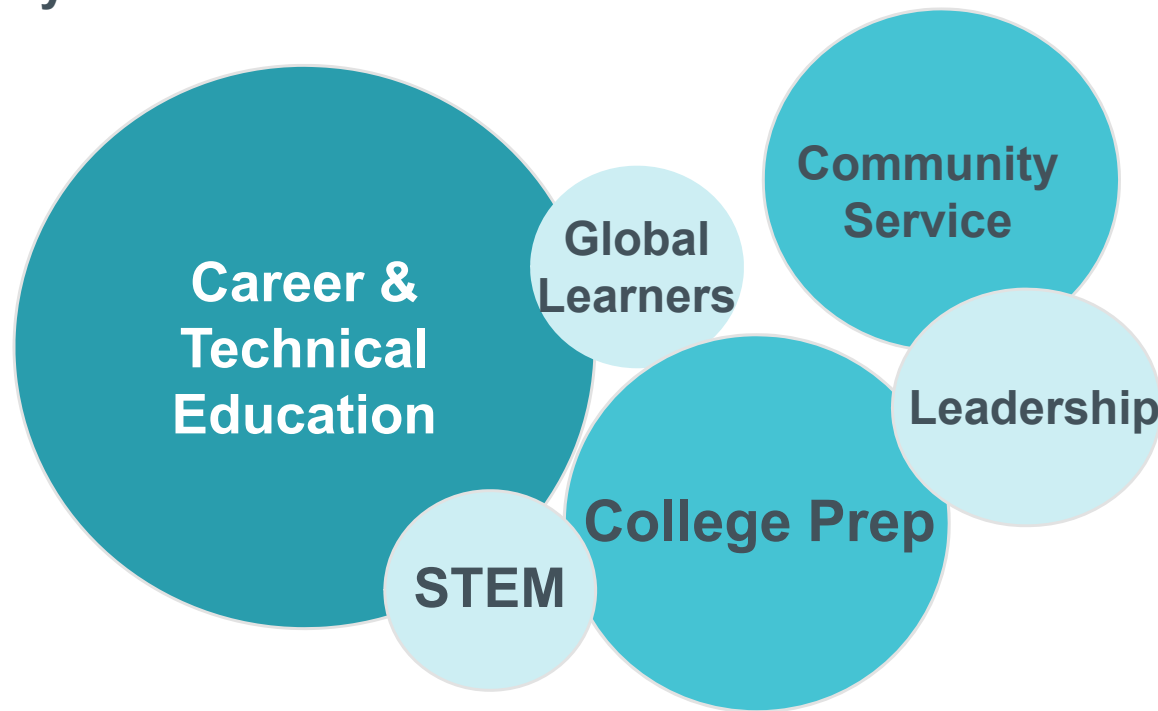 y
Career &
Technical
Education
Global
Learners
Community
Service
Leadership
College Prep
STEM